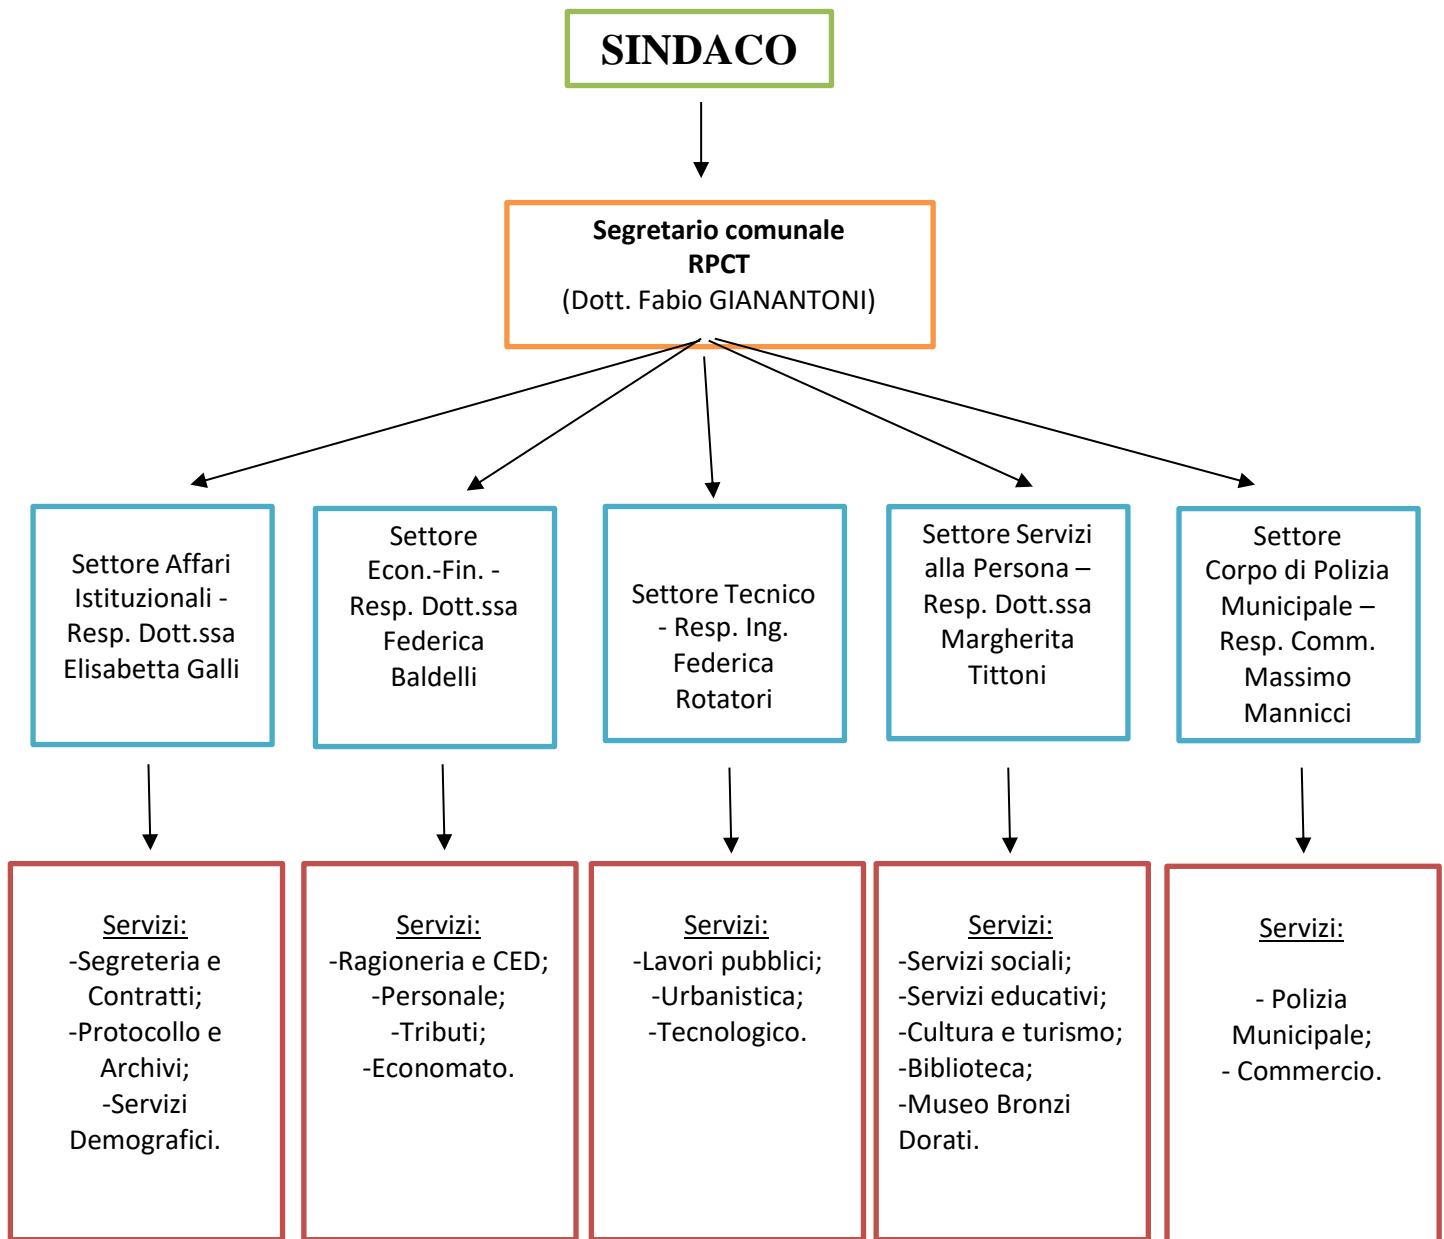 SINDACO
Segretario comunale
RPCT
(Dott. Fabio GIANANTONI)
Settore Affari
Istituzionali -
Resp. Dott.ssa
Elisabetta Galli
Settore
Econ.-Fin. -
Resp. Dott.ssa
Federica
Baldelli
Settore Tecnico
- Resp. Ing.
Federica
Rotatori
Settore Servizi
alla Persona –
Resp. Dott.ssa
Margherita
Tittoni
Settore
Corpo di Polizia
Municipale –
Resp. Comm.
Massimo
Mannicci
Servizi:
-Segreteria e
Contratti;
-Protocollo e
Archivi;
-Servizi
Demografici.
Servizi:
-Ragioneria e CED;
-Personale;
-Tributi;
-Economato.
Servizi:
-Lavori pubblici;
-Urbanistica;
-Tecnologico.
Servizi:
-Servizi sociali;
-Servizi educativi;
-Cultura e turismo;
-Biblioteca;
-Museo Bronzi
Dorati.
Servizi:
- Polizia
Municipale;
- Commercio.